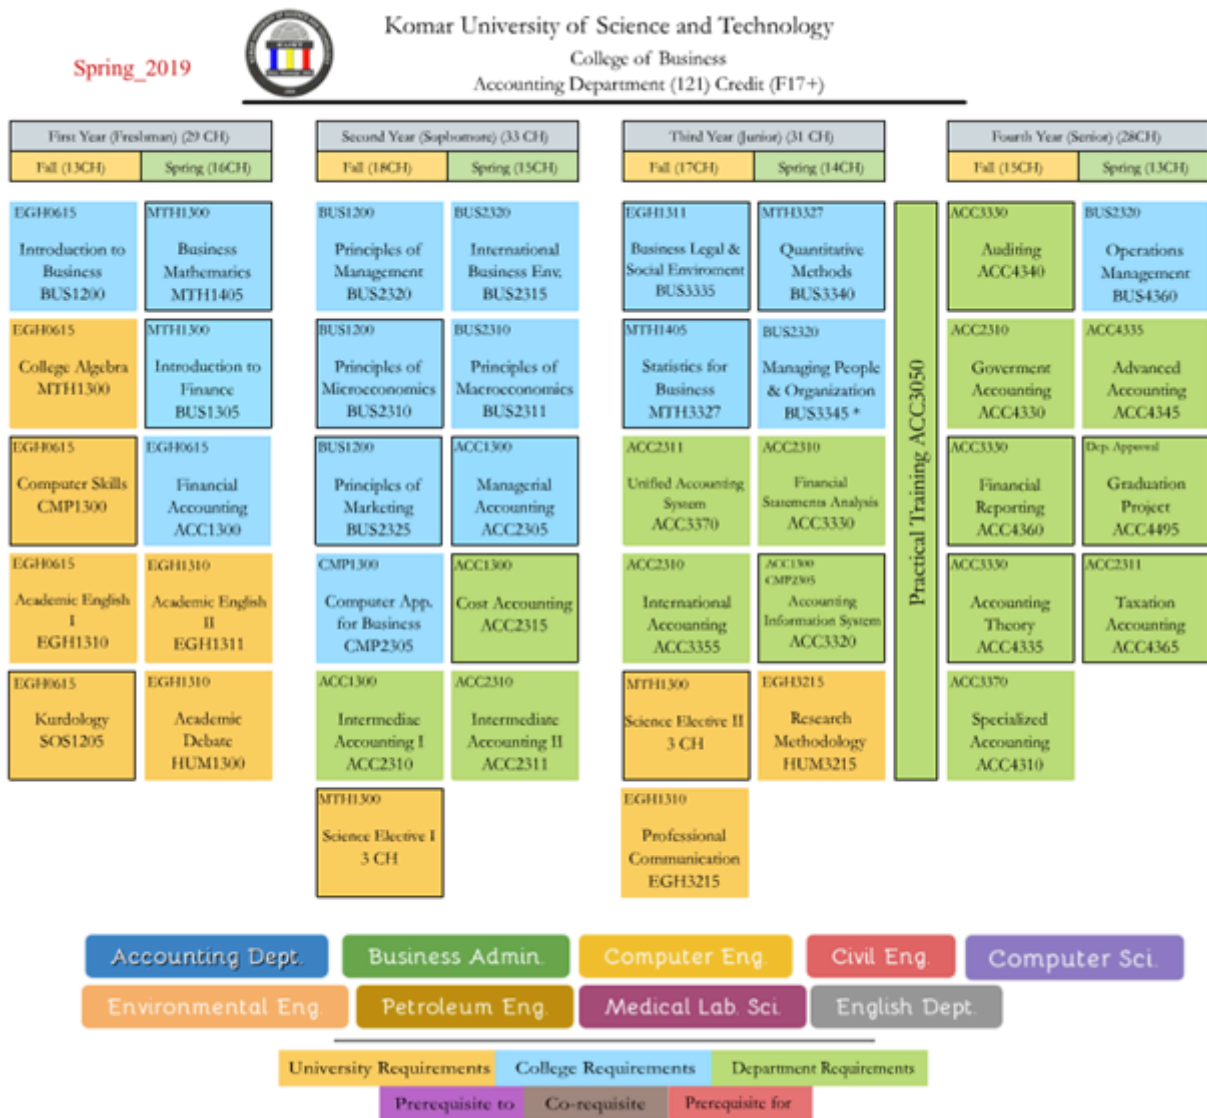 Komar University of Science and Technology
Spring_2019
College of Business
Accounting Department (121) Credit (F17+)
First Year (Freshman) (29 CH)
Fall (13CH)
Spring (16CH)
Second Year (Sophomore) (33 CH)
Fall (18CH)
Spring (15CH)
Third Year (Junior) (31 CH)
Fall (17CH)
Spring (14CH)
Fourth Year (Senior) (28CH)
Fall (15CH)
Spring (13CH)
EGH0615
Introduction to
Business
BUS1200
MTH1300
Business
Mathematics
MTH1405
BUS1200
Principles of
Management
BUS2320
BUS2320
International
Business Env.
BUS2315
EGH1311
Business Legal &
Social Enviroment
BUS3335
MTH3327
Quantitative
Methods
BUS3340
ACC3330
Auditing
ACC4340
BUS2320
Operations
Management
BUS4360
EGH0615
College Algebra
MTH1300
MTH1300
Introduction to
Finance
BUS1305
BUS1200
Principles of
Microeconomics
BUS2310
BUS2310
Principles of
Macroeconomics
BUS2311
MTH1405
Statistics for
Business
MTH3327
BUS2320
Managing People
& Organization
BUS3345 *
Practical Training ACC3050
ACC2310
Goverment
Accounting
ACC4330
ACC4335
Advanced
Accounting
ACC4345
EGH0615
Computer Skills
CMP1300
EGH0615
Financial
Accounting
ACC1300
BUS1200
Principles of
Marketing
BUS2325
ACC1300
Managerial
Accounting
ACC2305
ACC2311
Unified Accounting
System
ACC3370
ACC2310
Financial
Statements Analysis
ACC3330
ACC3330
Financial
Reporting
ACC4360
Dep. Approval
Graduation
Project
ACC4495
EGH0615
Academic English
I
EGH1310
EGH1310
Academic English
II
EGH1311
CMP1300
Computer App.
for Business
CMP2305
ACC1300
Cost Accounting
ACC2315
ACC2310
International
Accounting
ACC3355
ACC1300
CMP2305
Accounting
Information System
ACC3320
ACC3330
Accounting
Theory
ACC4335
ACC2311
Taxation
Accounting
ACC4365
EGH0615
Kurdology
SOS1205
EGH1310
Academic
Debate
HUM1300
ACC1300
Intermediae
Accounting I
ACC2310
ACC2310
Intermediate
Accounting II
ACC2311
MTH1300
Science Elective II
3 CH
EGH3215
Research
Methodology
HUM3215
ACC3370
Specialized
Accounting
ACC4310
MTH1300
Science Elective I
3 CH
EGH1310
Professional
Communication
EGH3215
Accounting Dept.
Business Admin.
Computer Eng.
Civil Eng.
Computer Sci.
Environmental Eng.
Petroleum Eng.
Medical Lab. Sci.
English Dept.
University Requirements
College Requirements
Department Requirements
Prerequisite to
Co-requisite
Prerequisite for